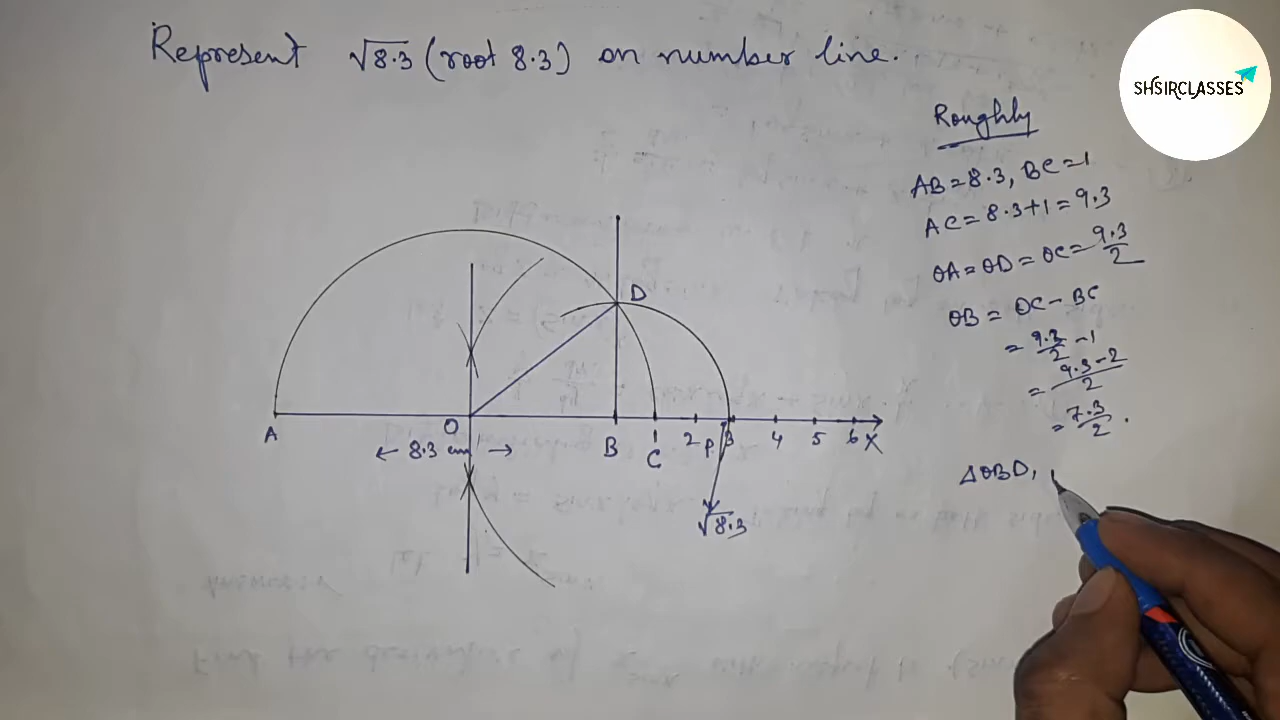 Represent √8.3 (root 8.3) on number line.
SHSIRCLASSES
Roughly
AB=8.3, BC=1
AC=8.3+1=9.3
OA=OD=OC=9.3/2
OB = OC-BC
= 9.3/2 -1
= 9.3-2/2
= 7.3/2.
△OBD,
D
A O B C 1 2 P 3 4 5 6 X
← 8.3 cm →
√8.3